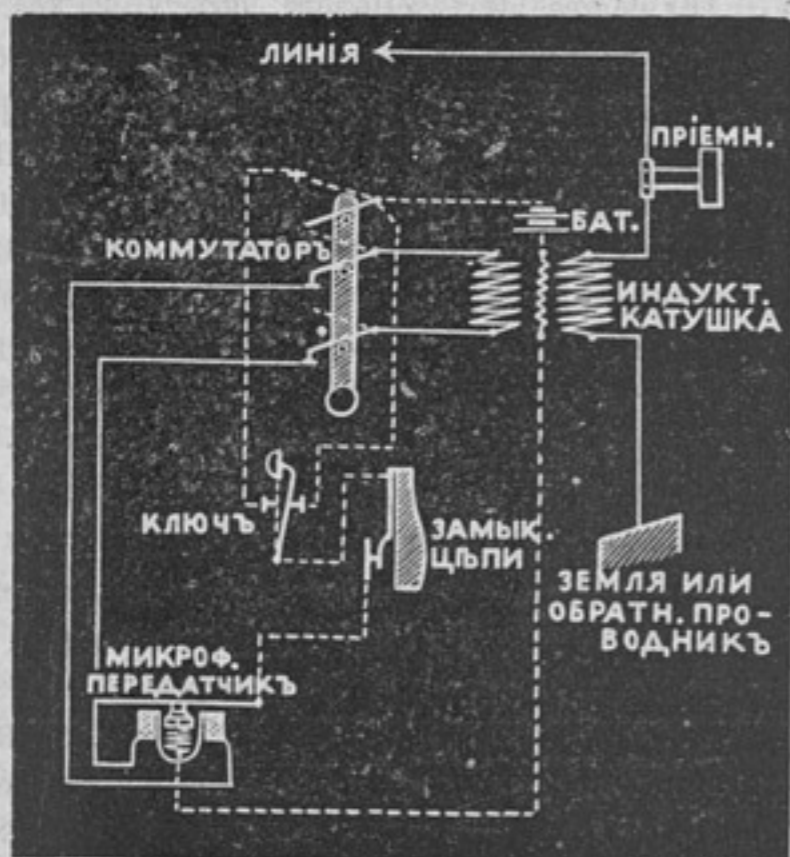 ЛИНІЯ
ПРІЕМН.
БАТ.
КОММУТАТОРЪ
ИНДУКТ.
КАТУШКА
КЛЮЧЪ
ЗАМЫК.
ЦѢПИ
ЗЕМЛЯ ИЛИ
ОБРАТН. ПРО-
ВОДНИКЪ
МИКРОФ.
ПЕРЕДАТЧИКЪ